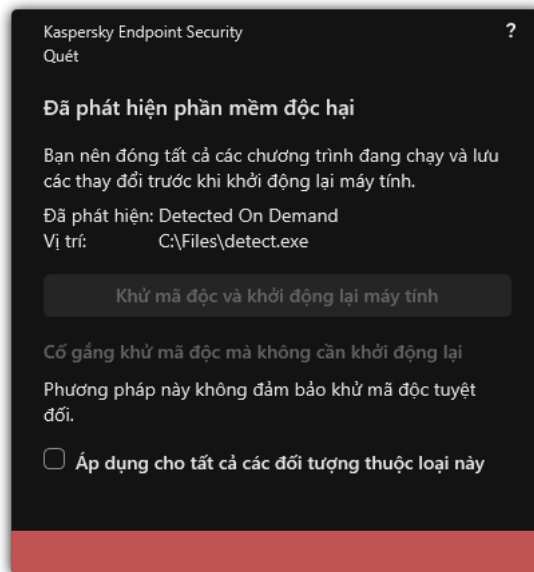 Kaspersky Endpoint Security ?
Quét
Đã phát hiện phần mềm độc hại
Bạn nên đóng tất cả các chương trình đang chạy và lưu
các thay đổi trước khi khởi động lại máy tính.
Đã phát hiện: Detected On Demand
Vị trí: C:\Files\detect.exe
Khử mã độc và khởi động lại máy tính
Cố gắng khử mã độc mà không cần khởi động lại
Phương pháp này không đảm bảo khử mã độc tuyệt
đối.
Áp dụng cho tất cả các đối tượng thuộc loại này